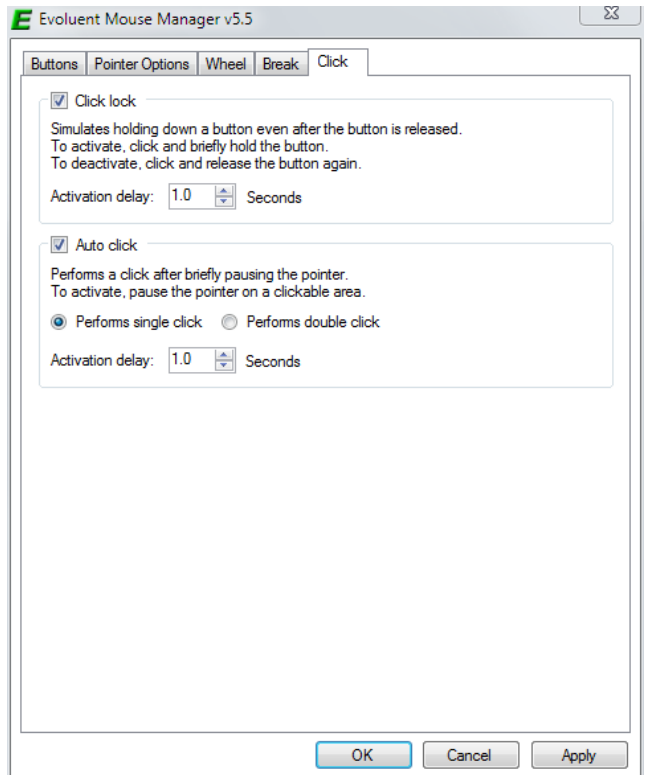 Evoluent Mouse Manager v5.5
Buttons Pointer Options Wheel Break Click
Click lock
Simulates holding down a button even after the button is released.
To activate, click and briefly hold the button.
To deactivate, click and release the button again.
Activation delay: 1.0 Seconds
Auto click
Performs a click after briefly pausing the pointer.
To activate, pause the pointer on a clickable area.
Performs single click Performs double click
Activation delay: 1.0 Seconds
OK Cancel Apply